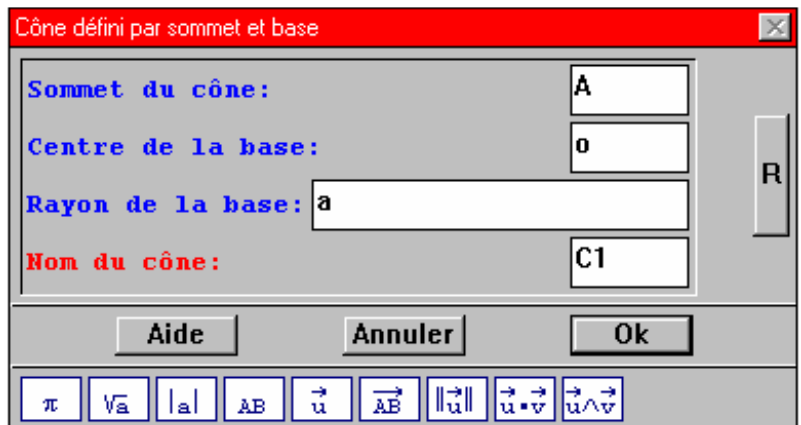 Cône défini par sommet et base
Sommet du cône: A
Centre de la base: o
R
Rayon de la base: a
Nom du cône: C1
Aide Annuler Ok
π √a |a| AB u⃗ A͞B⃗ ‖u⃗‖ u⃗•v⃗ u⃗∧v⃗